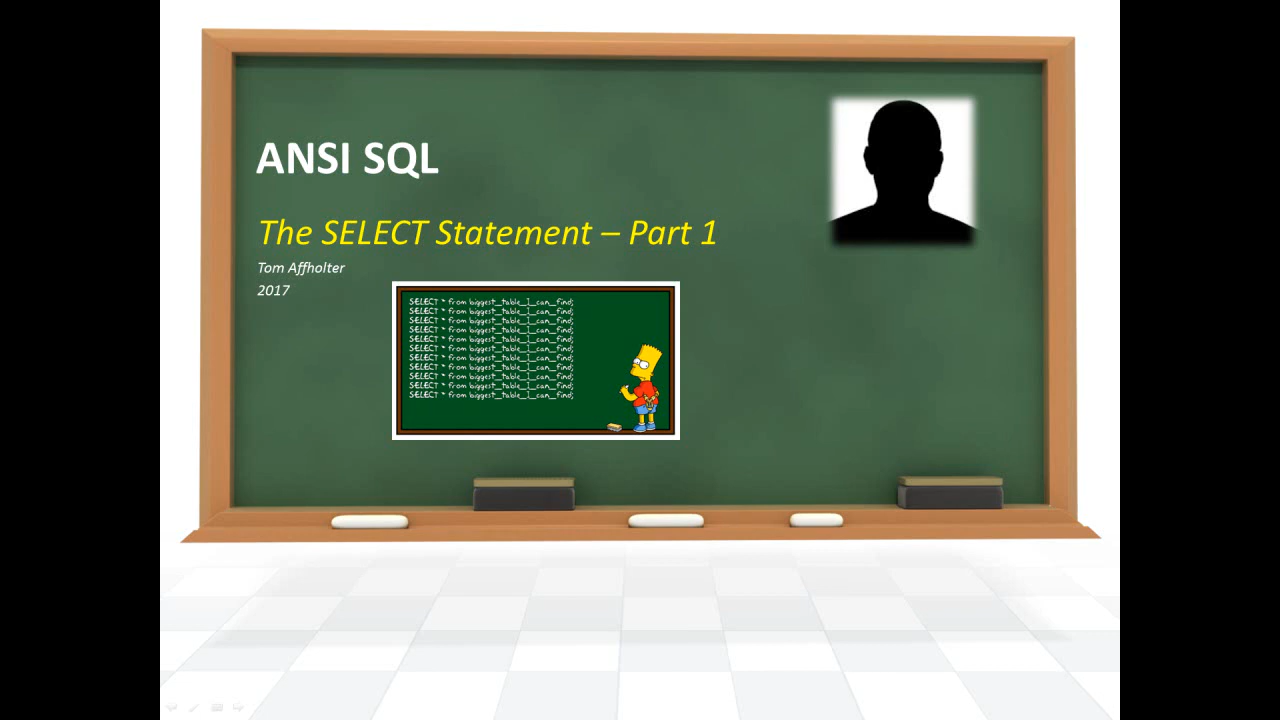 ANSI SQL
The SELECT Statement – Part 1
Tom Affholter
2017
SELECT * from biggest_table_I_can_find;
SELECT * from biggest_table_I_can_find;
SELECT * from biggest_table_I_can_find;
SELECT * from biggest_table_I_can_find;
SELECT * from biggest_table_I_can_find;
SELECT * from biggest_table_I_can_find;
SELECT * from biggest_table_I_can_find;
SELECT * from biggest_table_I_can_find;
SELECT * from biggest_table_I_can_find;
SELECT * from biggest_table_I_can_find;
SELECT * from biggest_table_I_can_find;